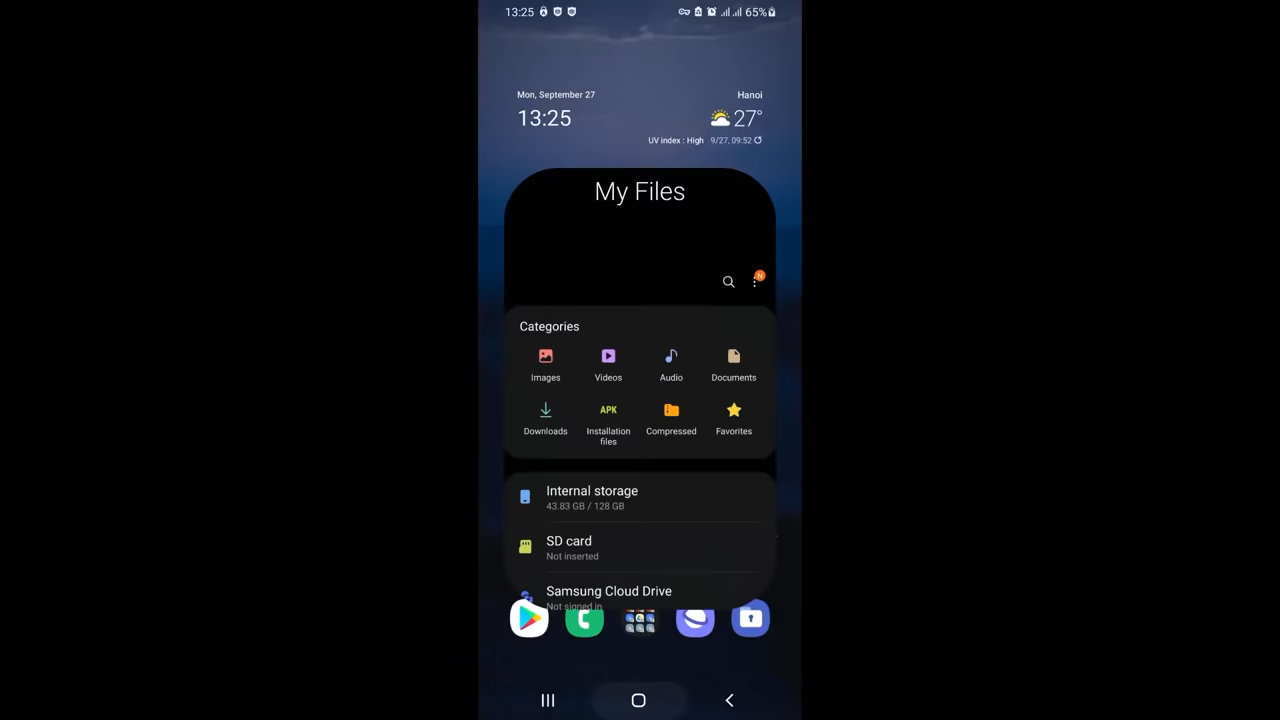 13:25 65%
Mon, September 27 Hanoi
13:25 27°
UV index : High 9/27, 09:52
My Files
N
Categories
Images Videos Audio Documents
APK
Downloads Installation files Compressed Favorites
Internal storage
43.83 GB / 128 GB
SD card
Not inserted
Samsung Cloud Drive
Not signed in